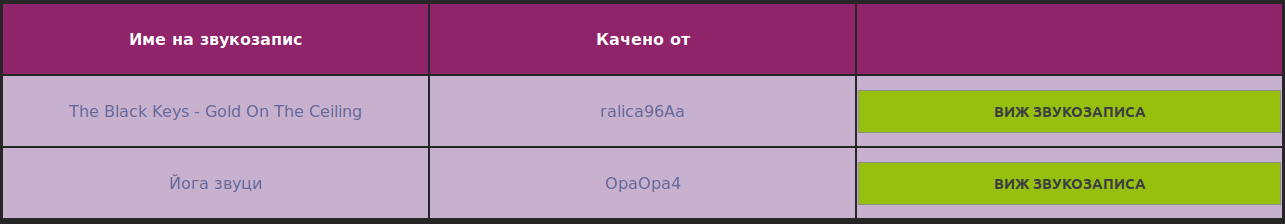 Име на звукозапис Качено от
The Black Keys - Gold On The Ceiling ralica96Aa ВИЖ ЗВУКОЗАПИСА
Йога звуци OpaOpa4 ВИЖ ЗВУКОЗАПИСА